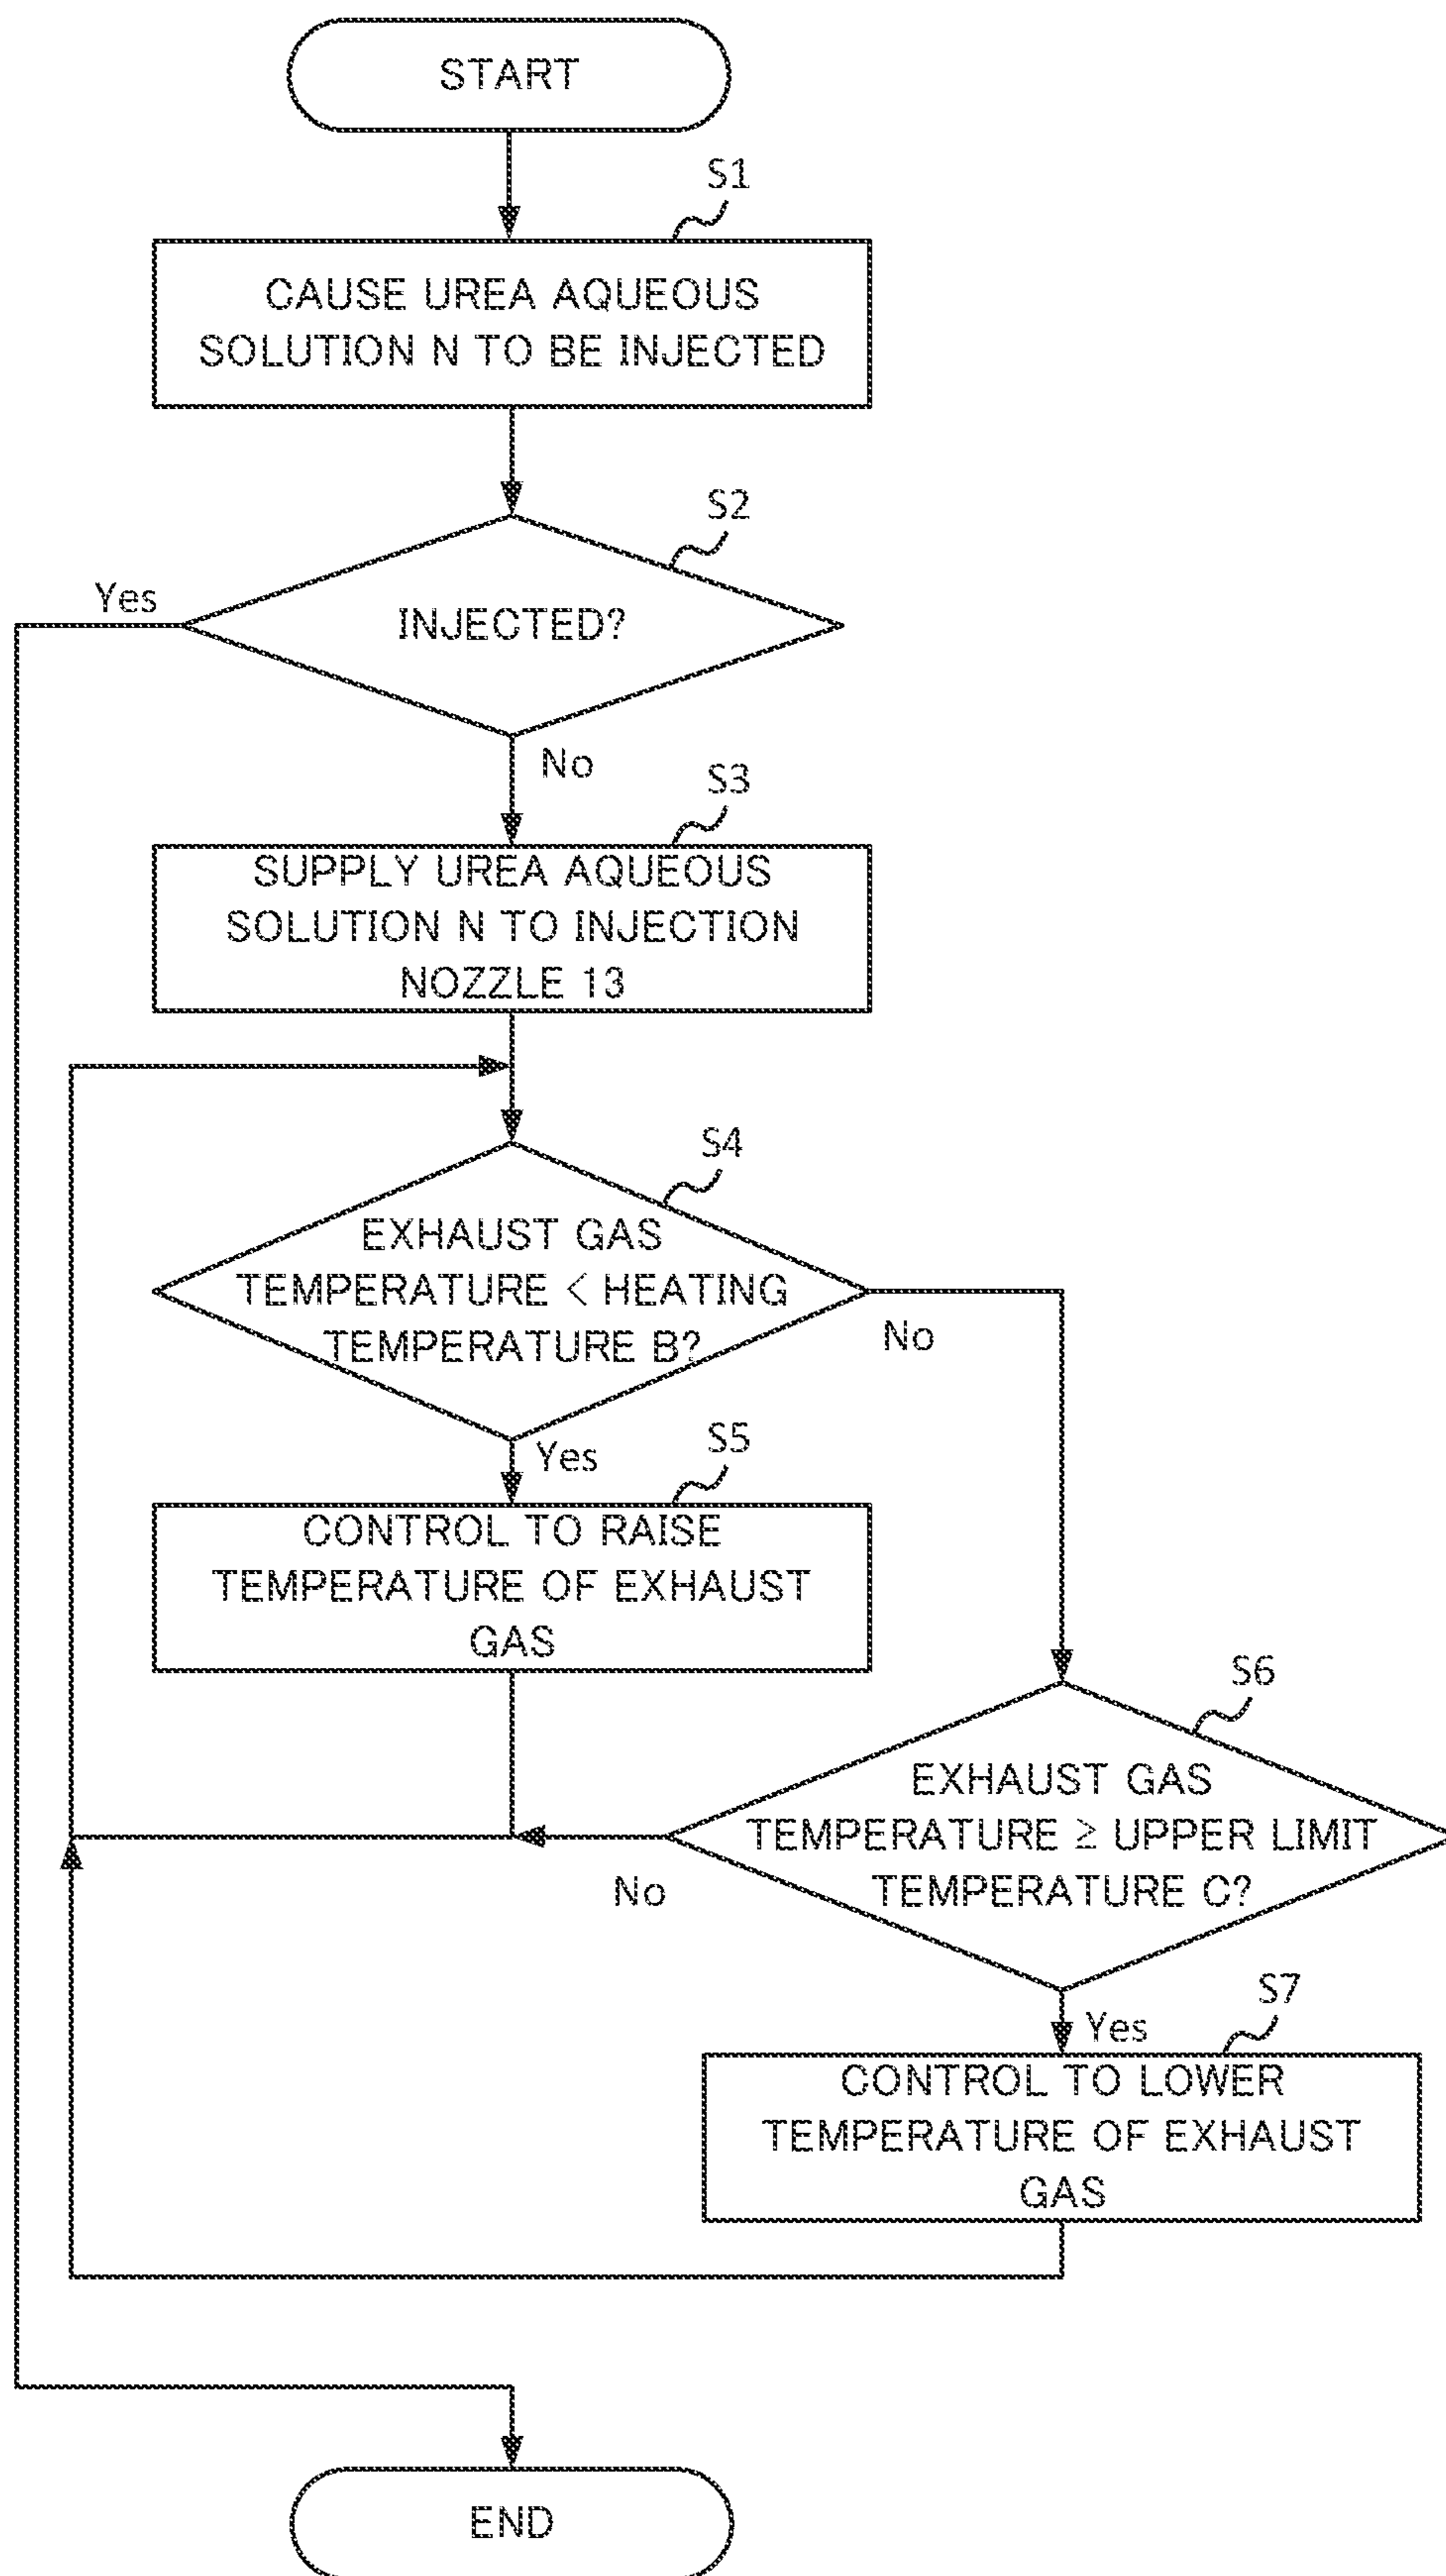 START
S1
CAUSE UREA AQUEOUS
SOLUTION N TO BE INJECTED
S2
Yes
INJECTED?
No
S3
SUPPLY UREA AQUEOUS
SOLUTION N TO INJECTION
NOZZLE 13
S4
EXHAUST GAS
TEMPERATURE < HEATING
TEMPERATURE B?
No
Yes
S5
CONTROL TO RAISE
TEMPERATURE OF EXHAUST
GAS
S6
EXHAUST GAS
TEMPERATURE ≥ UPPER LIMIT
TEMPERATURE C?
No
S7
Yes
CONTROL TO LOWER
TEMPERATURE OF EXHAUST
GAS
END